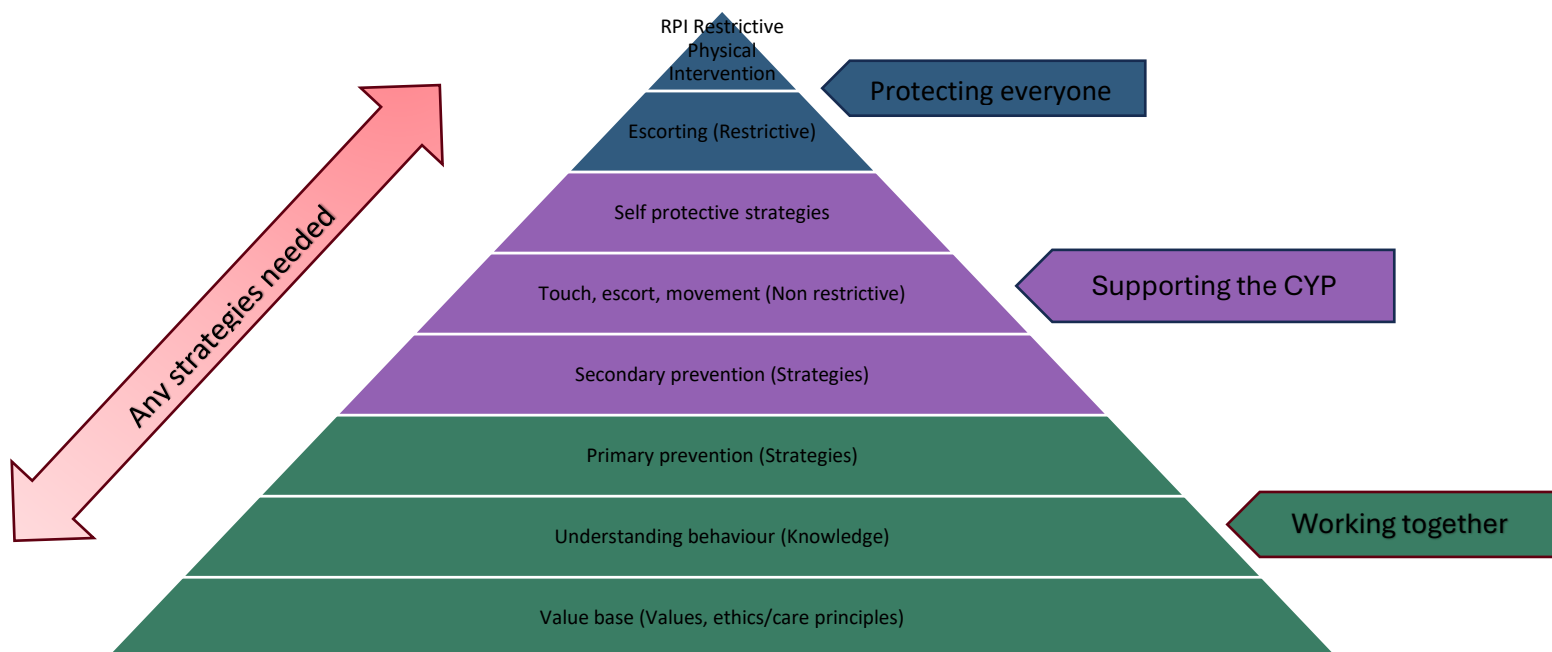 RPI Restrictive
Physical
Intervention
Protecting everyone
Escorting (Restrictive)
Any strategies needed
Self protective strategies
Touch, escort, movement (Non restrictive)
Supporting the CYP
Secondary prevention (Strategies)
Primary prevention (Strategies)
Understanding behaviour (Knowledge)
Working together
Value base (Values, ethics/care principles)